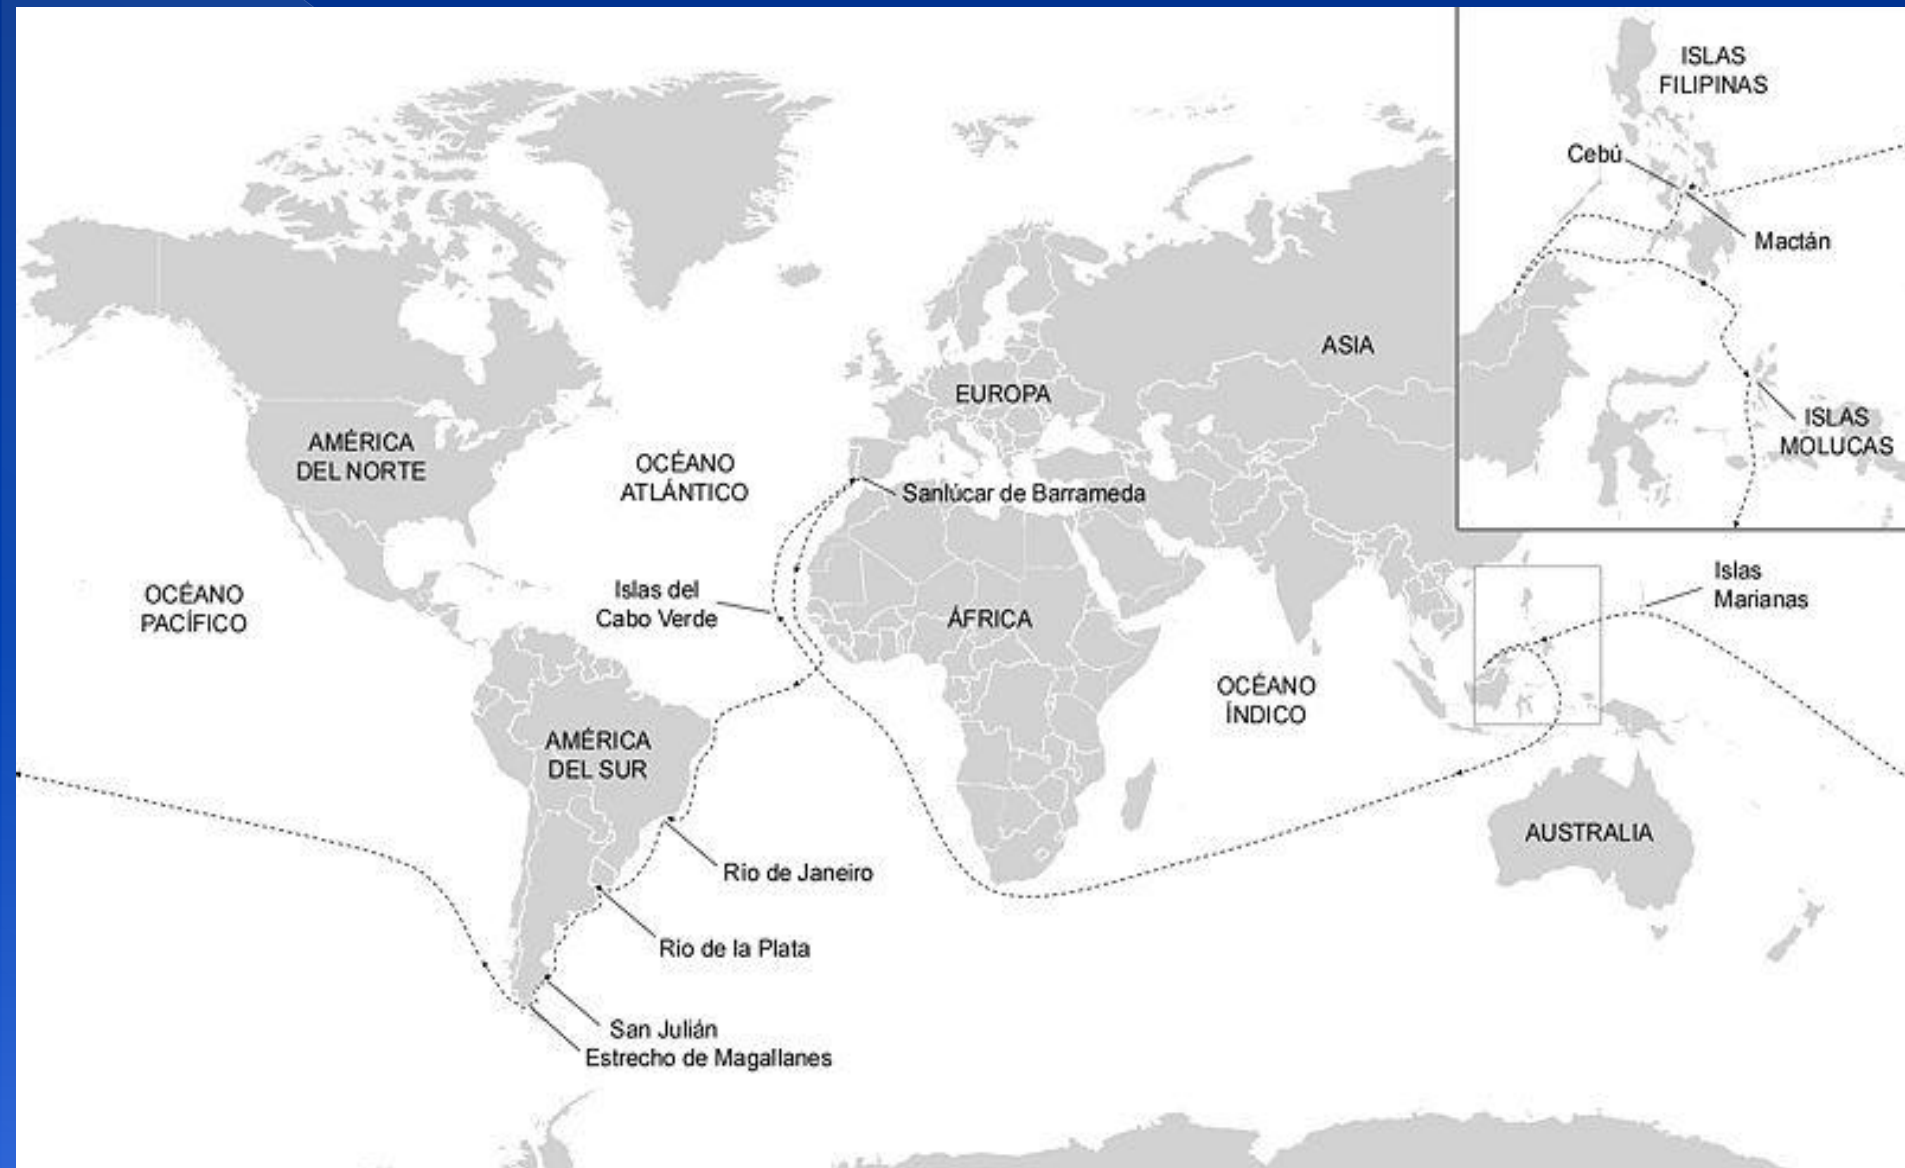 ISLAS
FILIPINAS
Cebú
Mactán
ISLAS
MOLUCAS
ASIA
EUROPA
AMÉRICA
DEL NORTE
OCÉANO
ATLÁNTICO
Sanlúcar de Barrameda
OCÉANO
PACÍFICO
Islas del
Cabo Verde
ÁFRICA
Islas
Marianas
OCÉANO
ÍNDICO
AMÉRICA
DEL SUR
AUSTRALIA
Río de Janeiro
Río de la Plata
San Julián
Estrecho de Magallanes